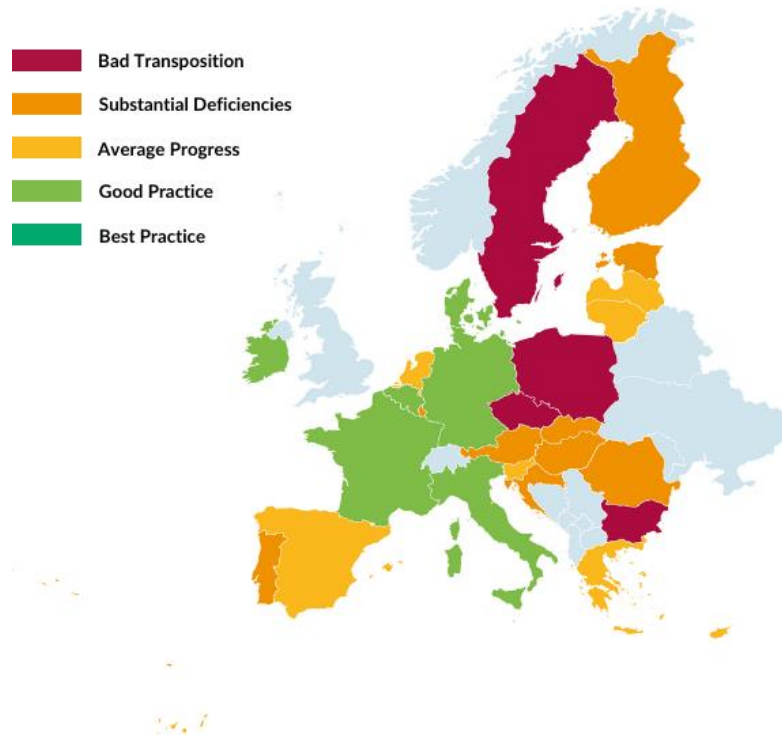 Bad Transposition
Substantial Deficiencies
Average Progress
Good Practice
Best Practice